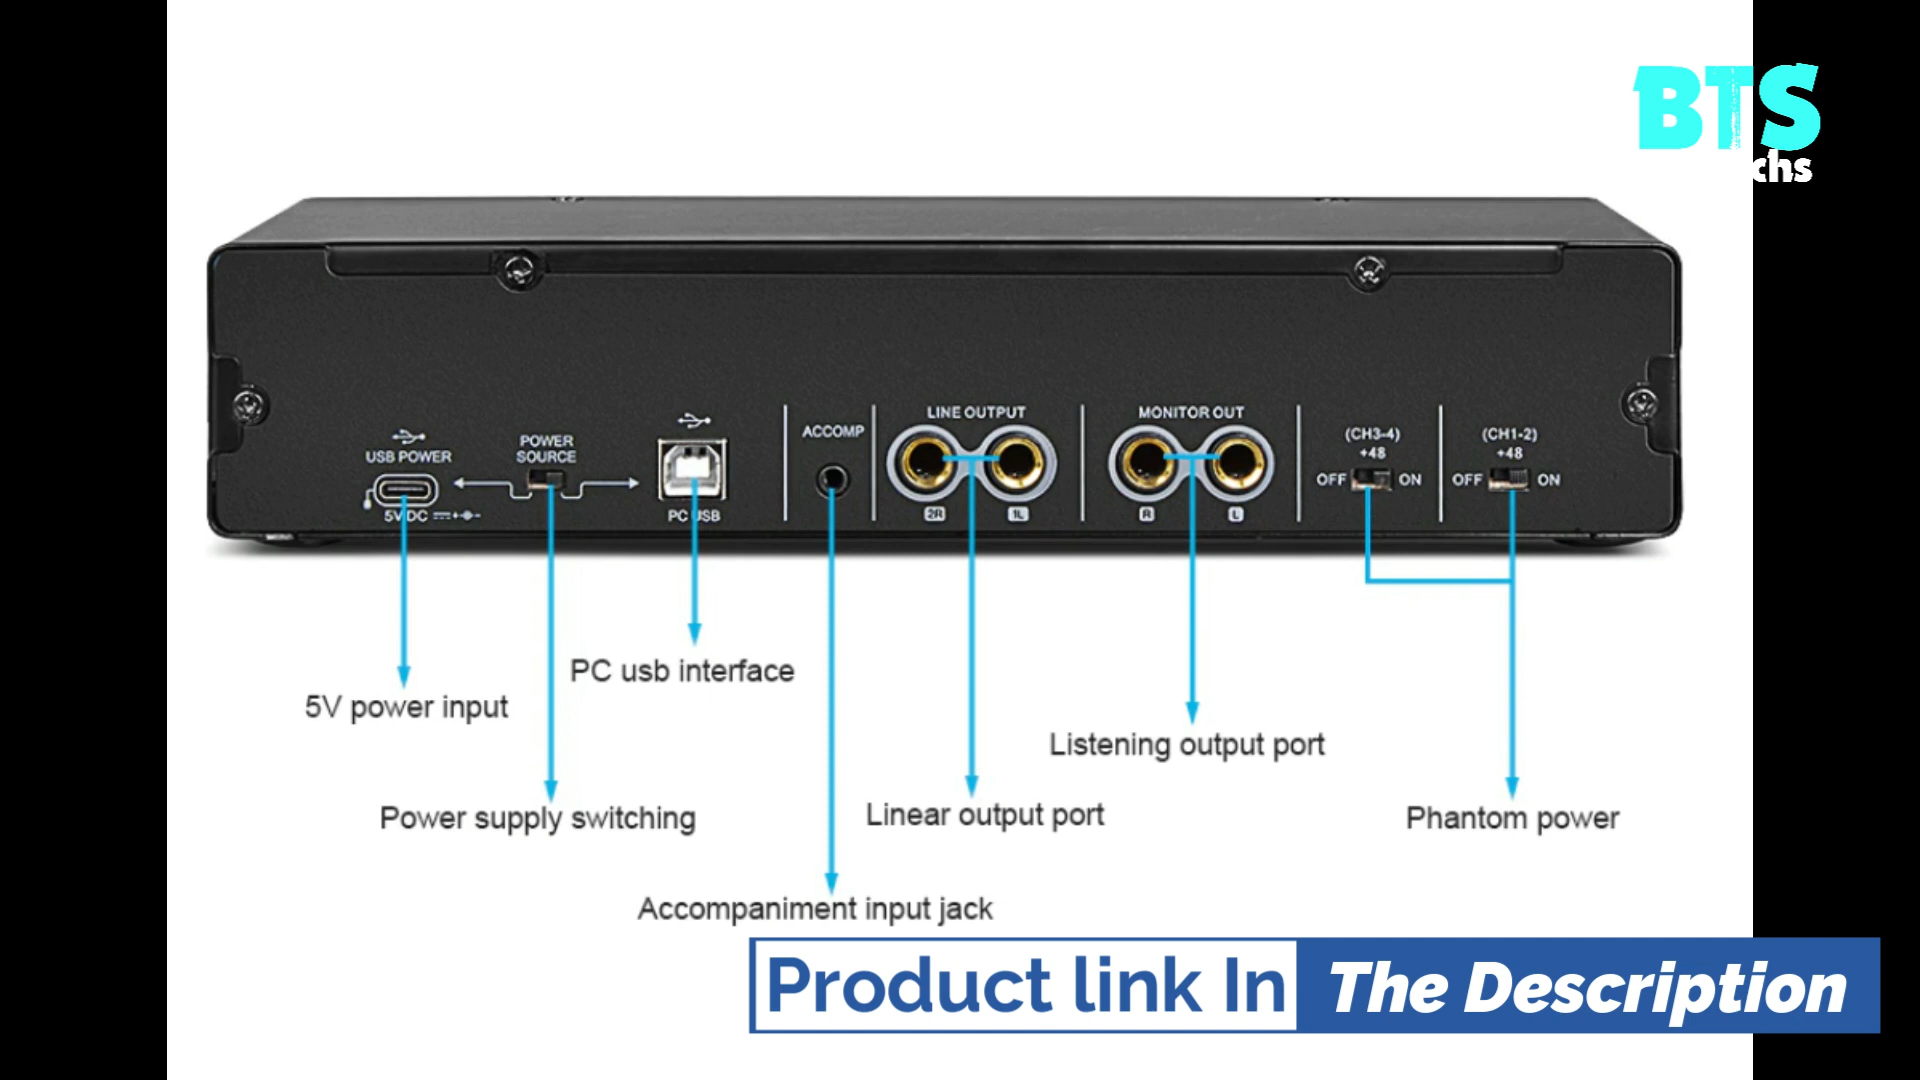 BTS
chs
LINE OUTPUT
MONITOR OUT
ACCOMP
(CH3-4)
+48
OFF ON
(CH1-2)
+48
OFF ON
USB POWER
POWER
SOURCE
5V DC
PC USB
2R
1L
R
L
PC usb interface
5V power input
Listening output port
Power supply switching
Linear output port
Phantom power
Accompaniment input jack
Product link In The Description